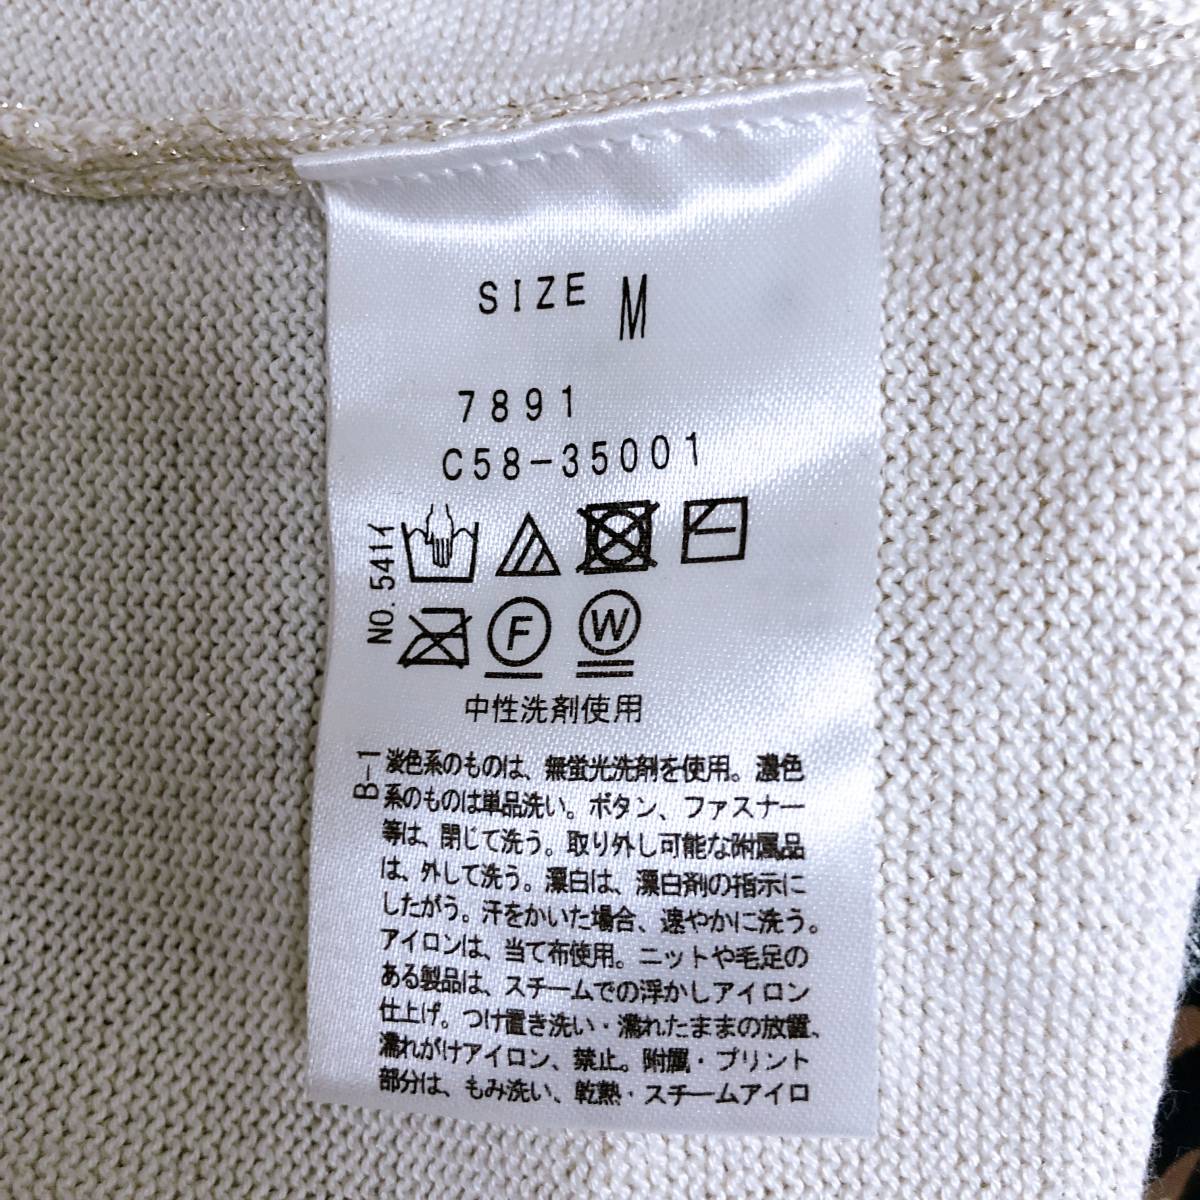 SIZE M
7891
C58-35001
NO. 541イ
F
W
中性洗剤使用
B-1
淡色系のものは、無蛍光洗剤を使用。濃色
系のものは単品洗い。ボタン、ファスナー
等は、閉じて洗う。取り外し可能な附属品
は、外して洗う。漂白は、漂白剤の指示に
したがう。汗をかいた場合、速やかに洗う。
アイロンは、当て布使用。ニットや毛足の
ある製品は、スチームでの浮かしアイロン
仕上げ。つけ置き洗い・濡れたままの放置、
濡れがけアイロン、禁止。附属・プリント
部分は、もみ洗い、乾熱・スチームアイロ